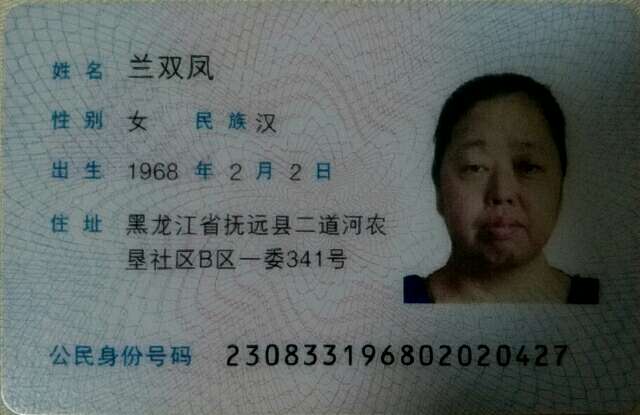 姓名 兰双凤
性别 女 民族 汉
出生 1968 年 2 月 2 日
住址 黑龙江省抚远县二道河农
垦社区B区一委341号
公民身份号码 230833196802020427